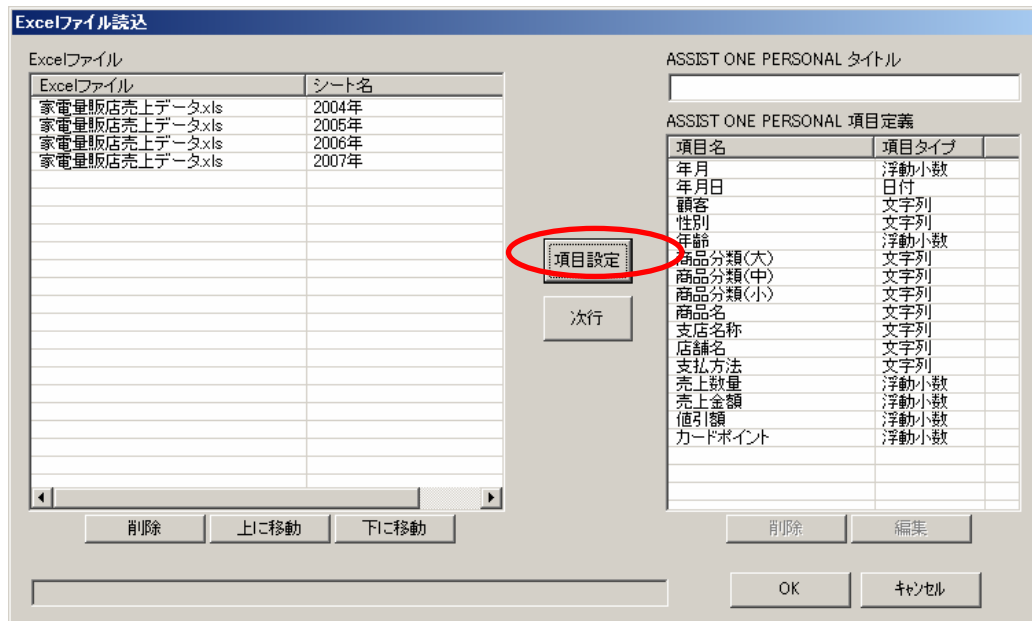 Excelファイル読込
Excelファイル
Excelファイル シート名
家電量販店売上データ.xls 2004年
家電量販店売上データ.xls 2005年
家電量販店売上データ.xls 2006年
家電量販店売上データ.xls 2007年
削除 上に移動 下に移動
項目設定
次行
ASSIST ONE PERSONAL タイトル
ASSIST ONE PERSONAL 項目定義
項目名 項目タイプ
年月 浮動小数
年月日 日付
顧客 文字列
性別 文字列
年齢 浮動小数
商品分類(大) 文字列
商品分類(中) 文字列
商品分類(小) 文字列
商品名 文字列
支店名称 文字列
店舗名 文字列
支払方法 文字列
売上数量 浮動小数
売上金額 浮動小数
値引額 浮動小数
カードポイント 浮動小数
削除 編集
OK キャンセル